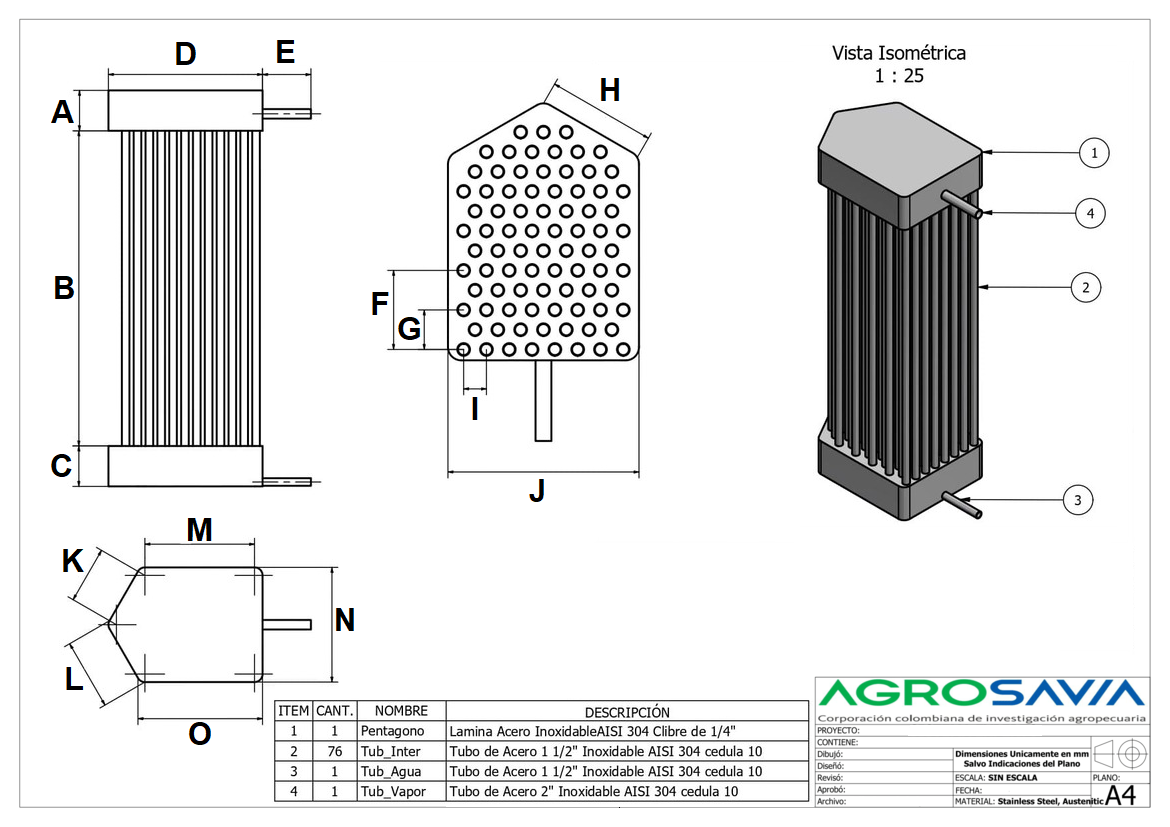 D
E
A
B
C
H
F
G
I
J
Vista Isométrica
1 : 25
1
4
2
3
K
M
N
L
O
ITEM CANT. NOMBRE DESCRIPCIÓN
1 1 Pentagono Lamina Acero InoxidableAISI 304 Clibre de 1/4"
2 76 Tub_Inter Tubo de Acero 1 1/2" Inoxidable AISI 304 cedula 10
3 1 Tub_Agua Tubo de Acero 1 1/2" Inoxidable AISI 304 cedula 10
4 1 Tub_Vapor Tubo de Acero 2" Inoxidable AISI 304 cedula 10
AGROSAVIA
Corporación colombiana de investigación agropecuaria
PROYECTO:
CONTIENE:
Dibujó: Dimensiones Unicamente en mm
Diseñó: Salvo Indicaciones del Plano
Revisó: ESCALA: SIN ESCALA PLANO:
Aprobó: FECHA:
Archivo: MATERIAL: Stainless Steel, Austenitic A4